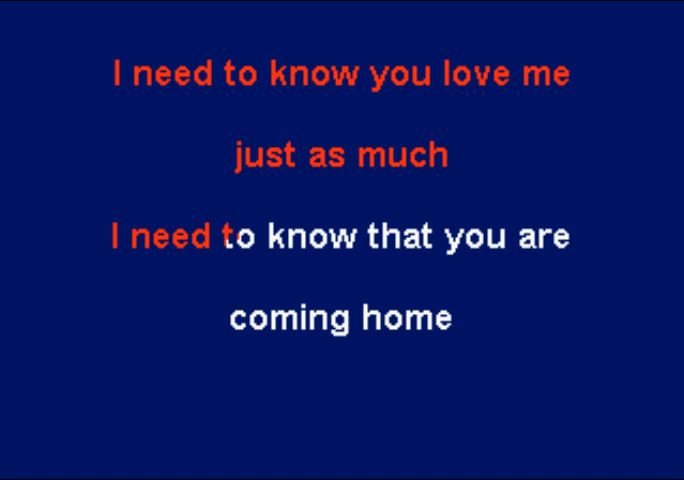 I need to know you love me
just as much
I need to know that you are
coming home